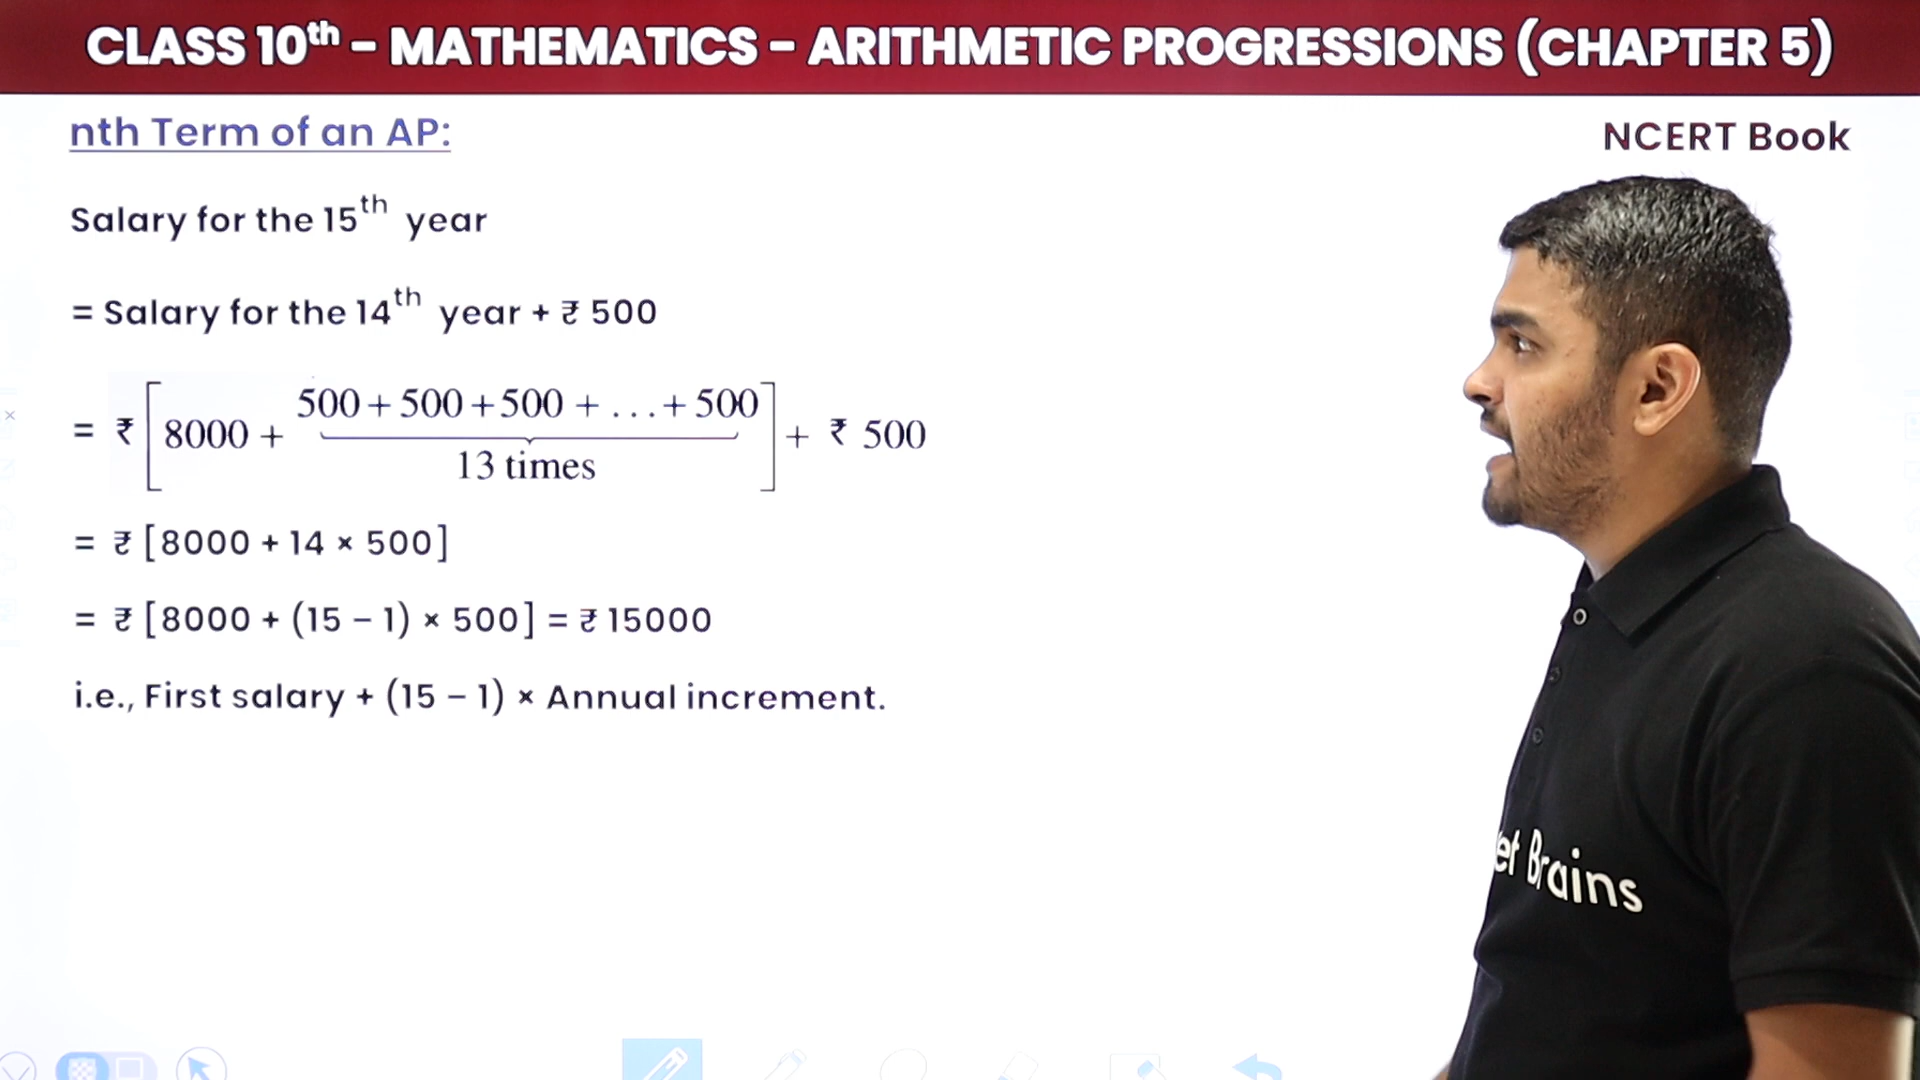 CLASS 10th – MATHEMATICS – ARITHMETIC PROGRESSIONS (CHAPTER 5)
nth Term of an AP:
NCERT Book
Salary for the 15th year
= Salary for the 14th year + ₹ 500
= ₹ [8000 + 500 + 500 + 500 + ... + 500] + ₹ 500
13 times
= ₹ [8000 + 14 × 500]
= ₹ [8000 + (15 – 1) × 500] = ₹ 15000
i.e., First salary + (15 – 1) × Annual increment.
et Brains